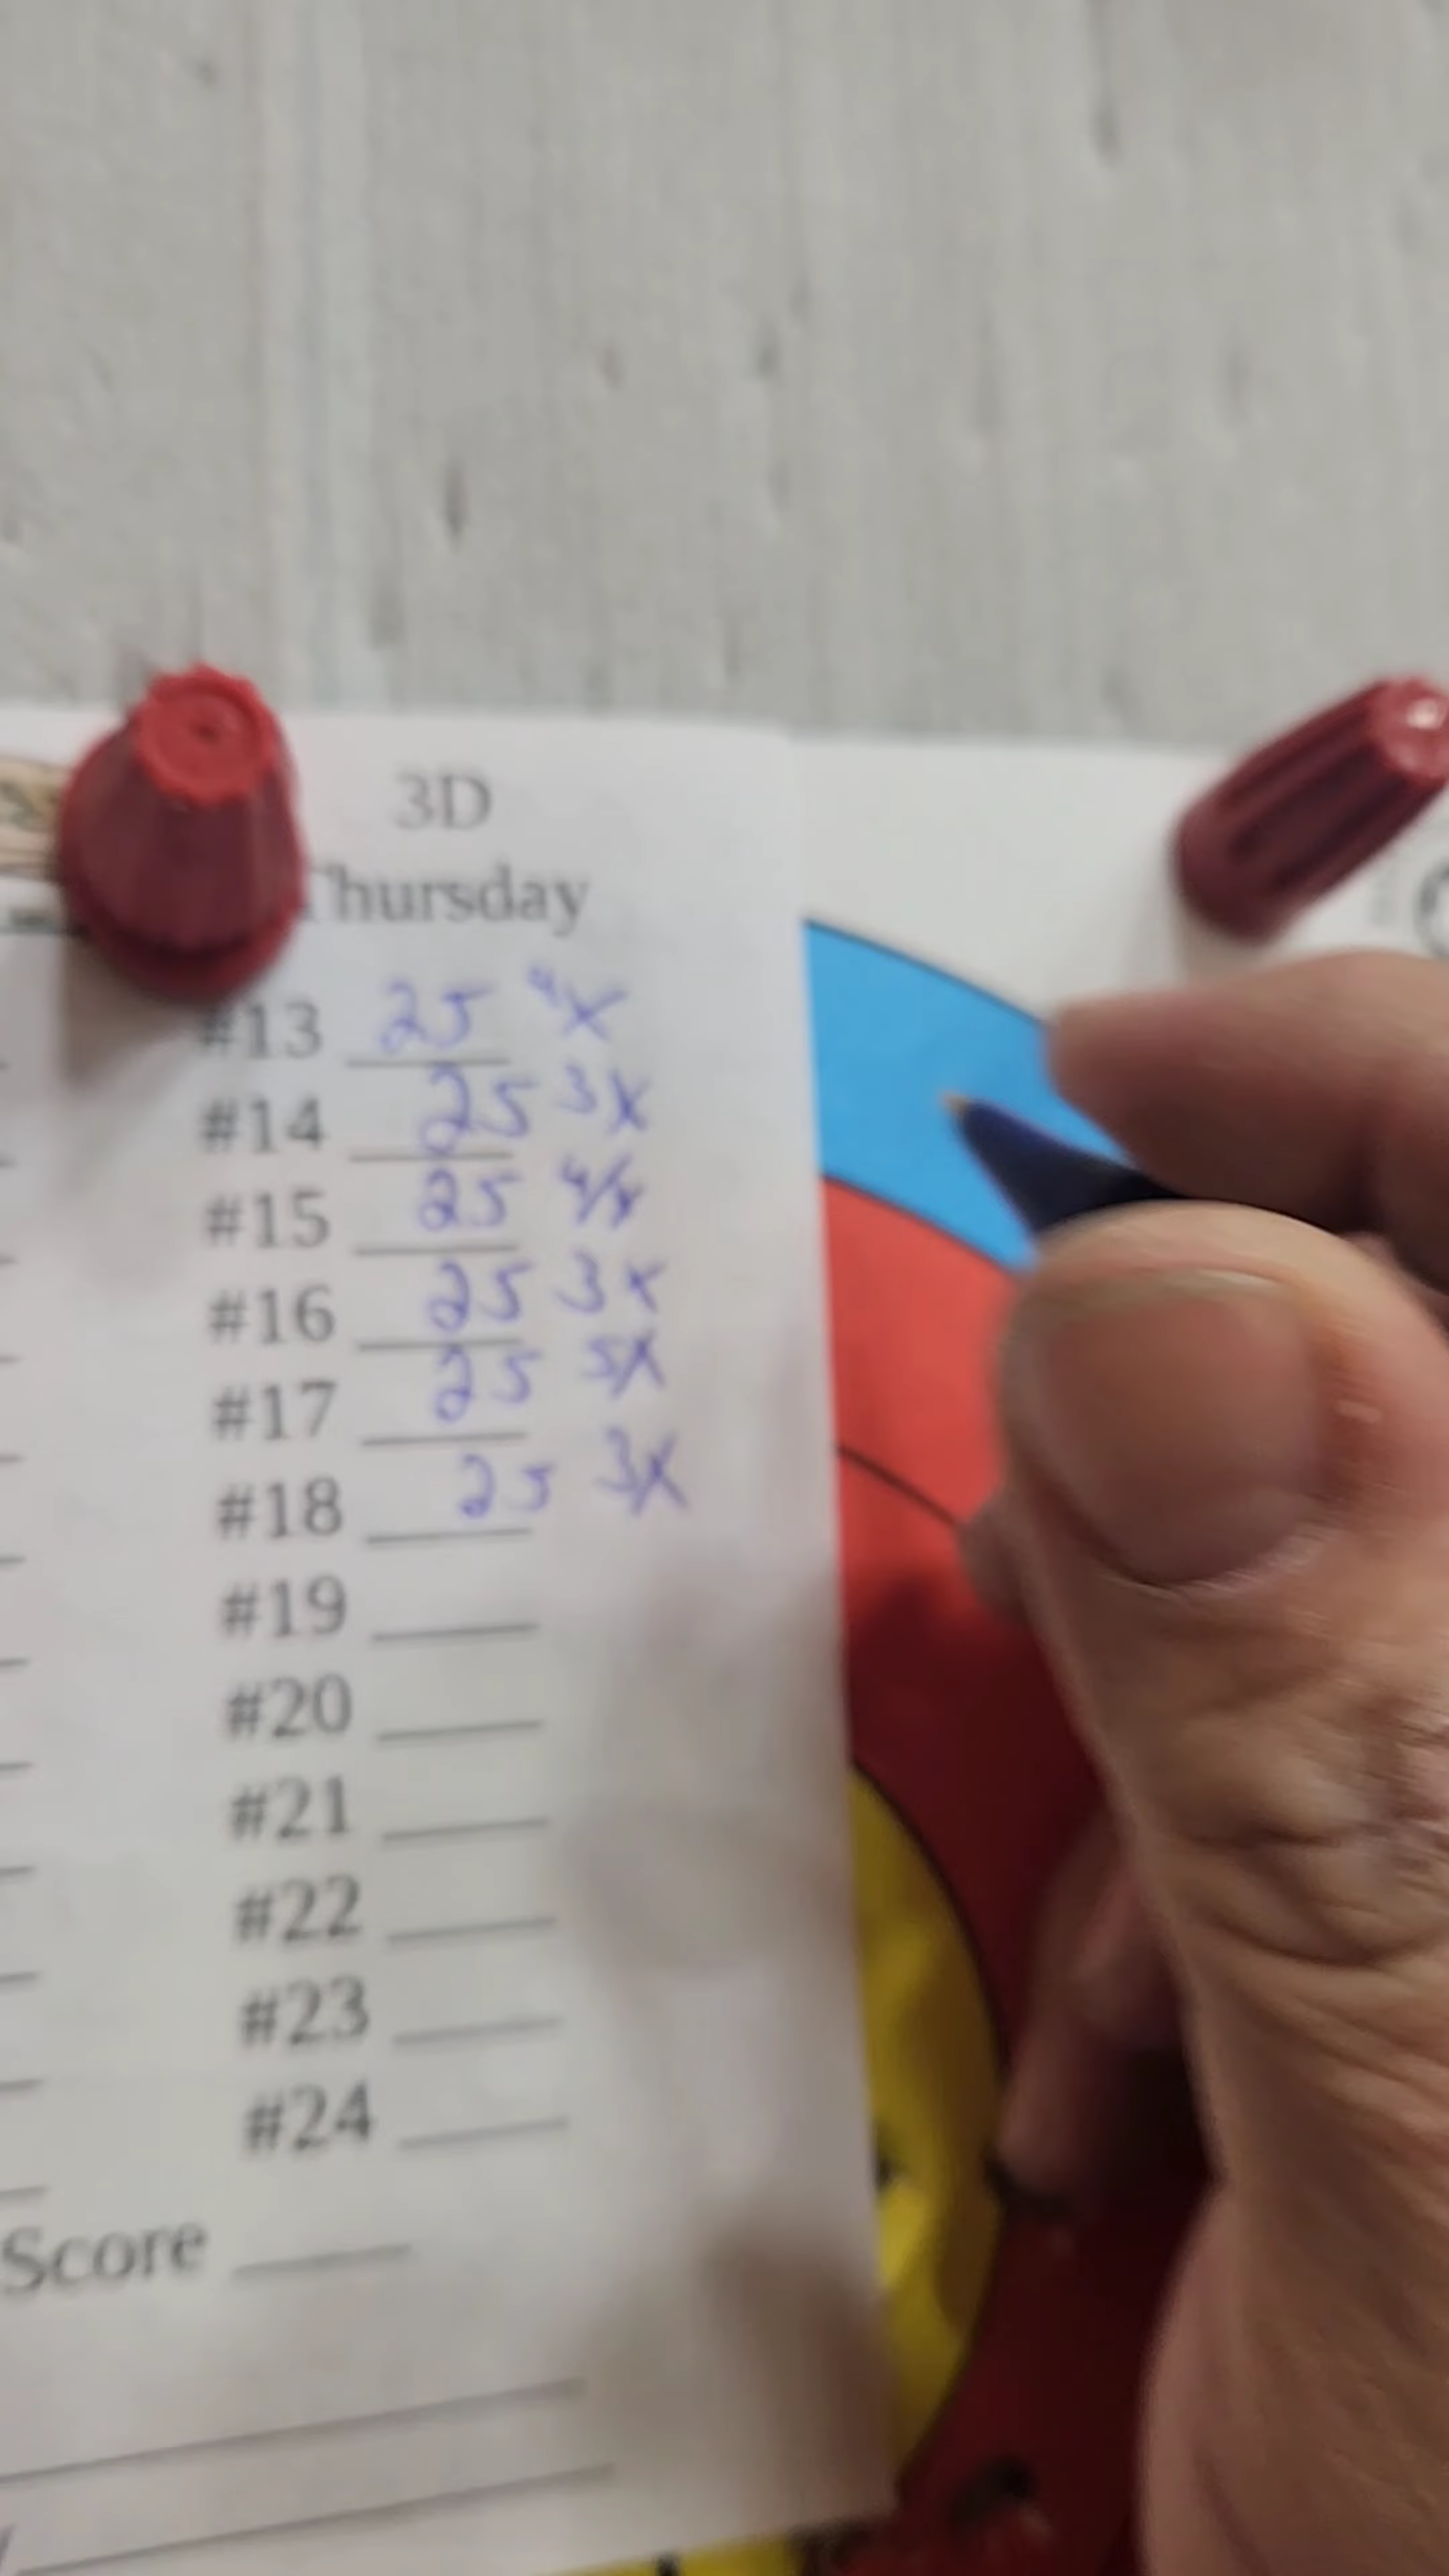 3D
Thursday
#13 25 4X
#14 25 3X
#15 25 4X
#16 25 3X
#17 25 5X
#18 25 3X
#19
#20
#21
#22
#23
#24
Score